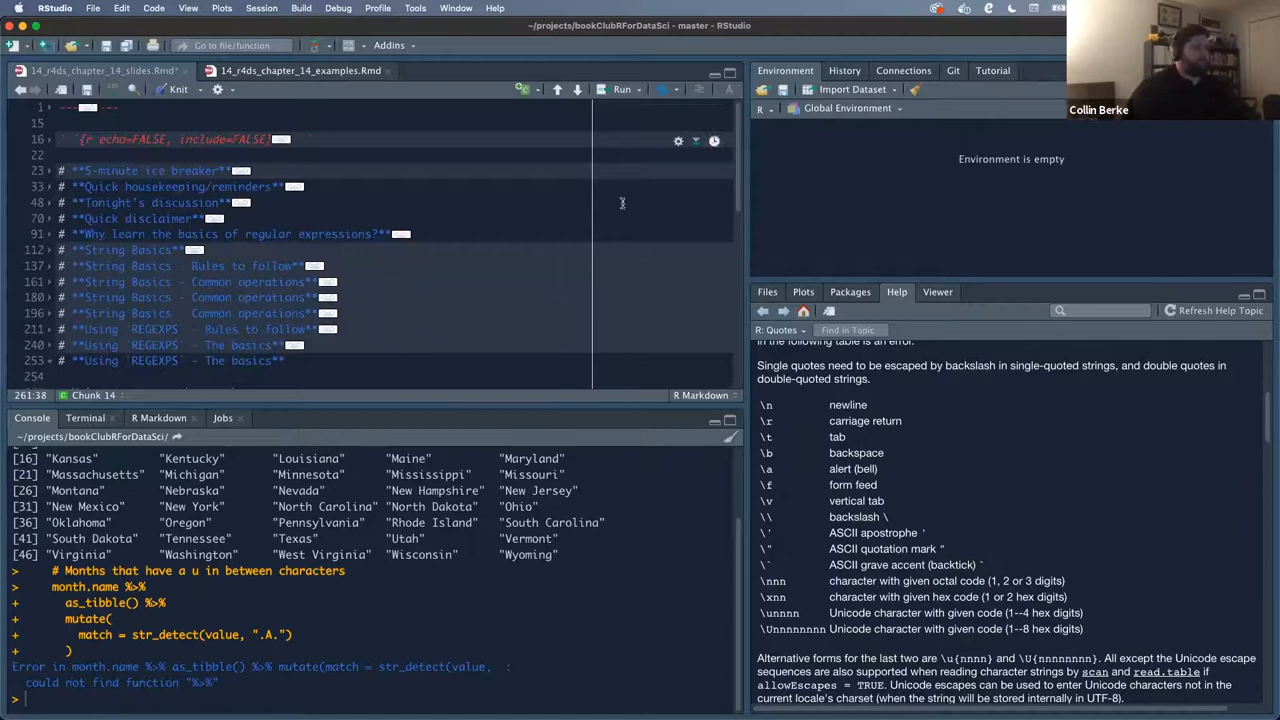 RStudio File Edit Code View Plots Session Build Debug Profile Tools Window Help
~/projects/bookClubRForDataSci - master - RStudio
Go to file/function Addins
14_r4ds_chapter_14_slides.Rmd* 14_r4ds_chapter_14_examples.Rmd
Knit Run
1 ---
15
16 ```{r echo=FALSE, include=FALSE}
22
23 # **5-minute ice breaker**
33 # **Quick housekeeping/reminders**
48 # **Tonight's discussion**
70 # **Quick disclaimer**
91 # **Why learn the basics of regular expressions?**
112 # **String Basics**
137 # **String Basics - Rules to follow**
161 # **String Basics - Common operations**
180 # **String Basics - Common operations**
196 # **String Basics - Common operations**
211 # **Using `REGEXPS` - Rules to follow**
240 # **Using `REGEXPS` - The basics**
253 # **Using `REGEXPS` - The basics**
254
261:38 Chunk 14 R Markdown
Console Terminal R Markdown Jobs
~/projects/bookClubRForDataSci/
[16] "Kansas" "Kentucky" "Louisiana" "Maine" "Maryland"
[21] "Massachusetts" "Michigan" "Minnesota" "Mississippi" "Missouri"
[26] "Montana" "Nebraska" "Nevada" "New Hampshire" "New Jersey"
[31] "New Mexico" "New York" "North Carolina" "North Dakota" "Ohio"
[36] "Oklahoma" "Oregon" "Pennsylvania" "Rhode Island" "South Carolina"
[41] "South Dakota" "Tennessee" "Texas" "Utah" "Vermont"
[46] "Virginia" "Washington" "West Virginia" "Wisconsin" "Wyoming"
> # Months that have a u in between characters
> month.name %>%
+ as_tibble() %>%
+ mutate(
+ match = str_detect(value, ".A.")
+ )
Error in month.name %>% as_tibble() %>% mutate(match = str_detect(value, :
could not find function "%>%"
>
Environment History Connections Git Tutorial
Import Dataset
R Global Environment
Environment is empty
Collin Berke
Files Plots Packages Help Viewer
Refresh Help Topic
R: Quotes Find in Topic
in the following table is an error.
Single quotes need to be escaped by backslash in single-quoted strings, and double quotes in
double-quoted strings.
\n newline
\r carriage return
\t tab
\b backspace
\a alert (bell)
\f form feed
\v vertical tab
\\ backslash \
\' ASCII apostrophe '
\" ASCII quotation mark "
\` ASCII grave accent (backtick) `
\nnn character with given octal code (1, 2 or 3 digits)
\xnn character with given hex code (1 or 2 hex digits)
\unnnn Unicode character with given code (1--4 hex digits)
\Unnnnnnnn Unicode character with given code (1--8 hex digits)
Alternative forms for the last two are \u{nnnn} and \U{nnnnnnnn}. All except the Unicode escape
sequences are also supported when reading character strings by scan and read.table if
allowEscapes = TRUE. Unicode escapes can be used to enter Unicode characters not in the
current locale's charset (when the string will be stored internally in UTF-8).